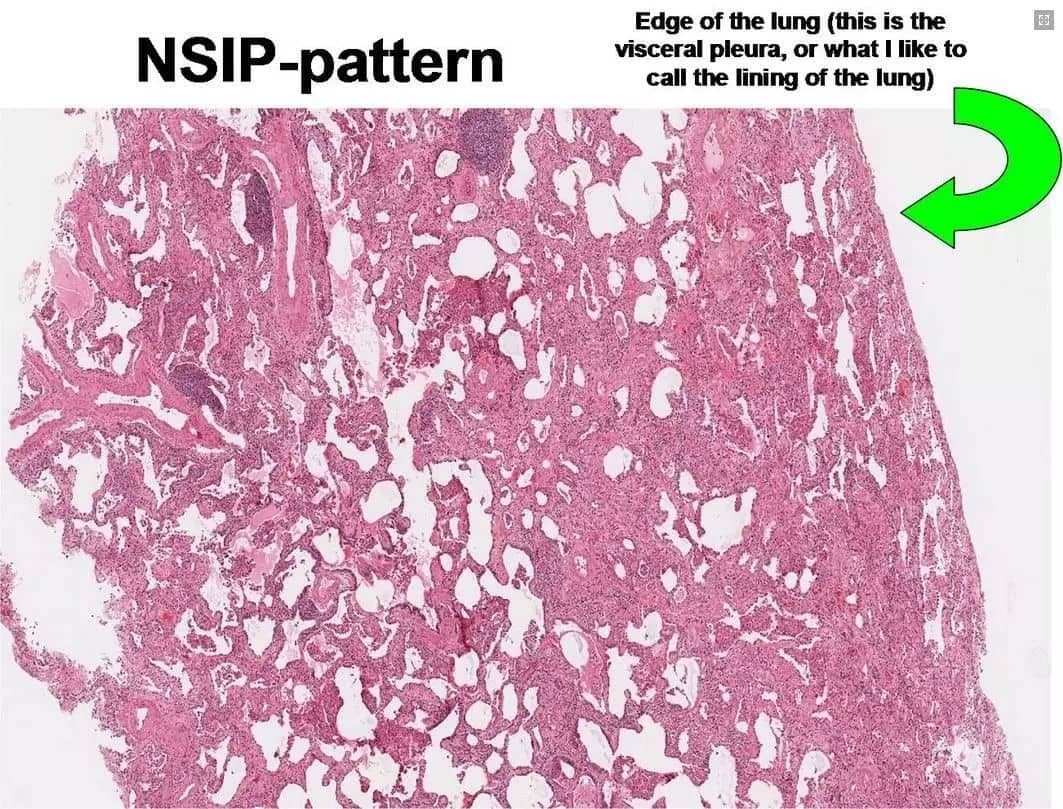 NSIP-pattern
Edge of the lung (this is the
visceral pleura, or what I like to
call the lining of the lung)